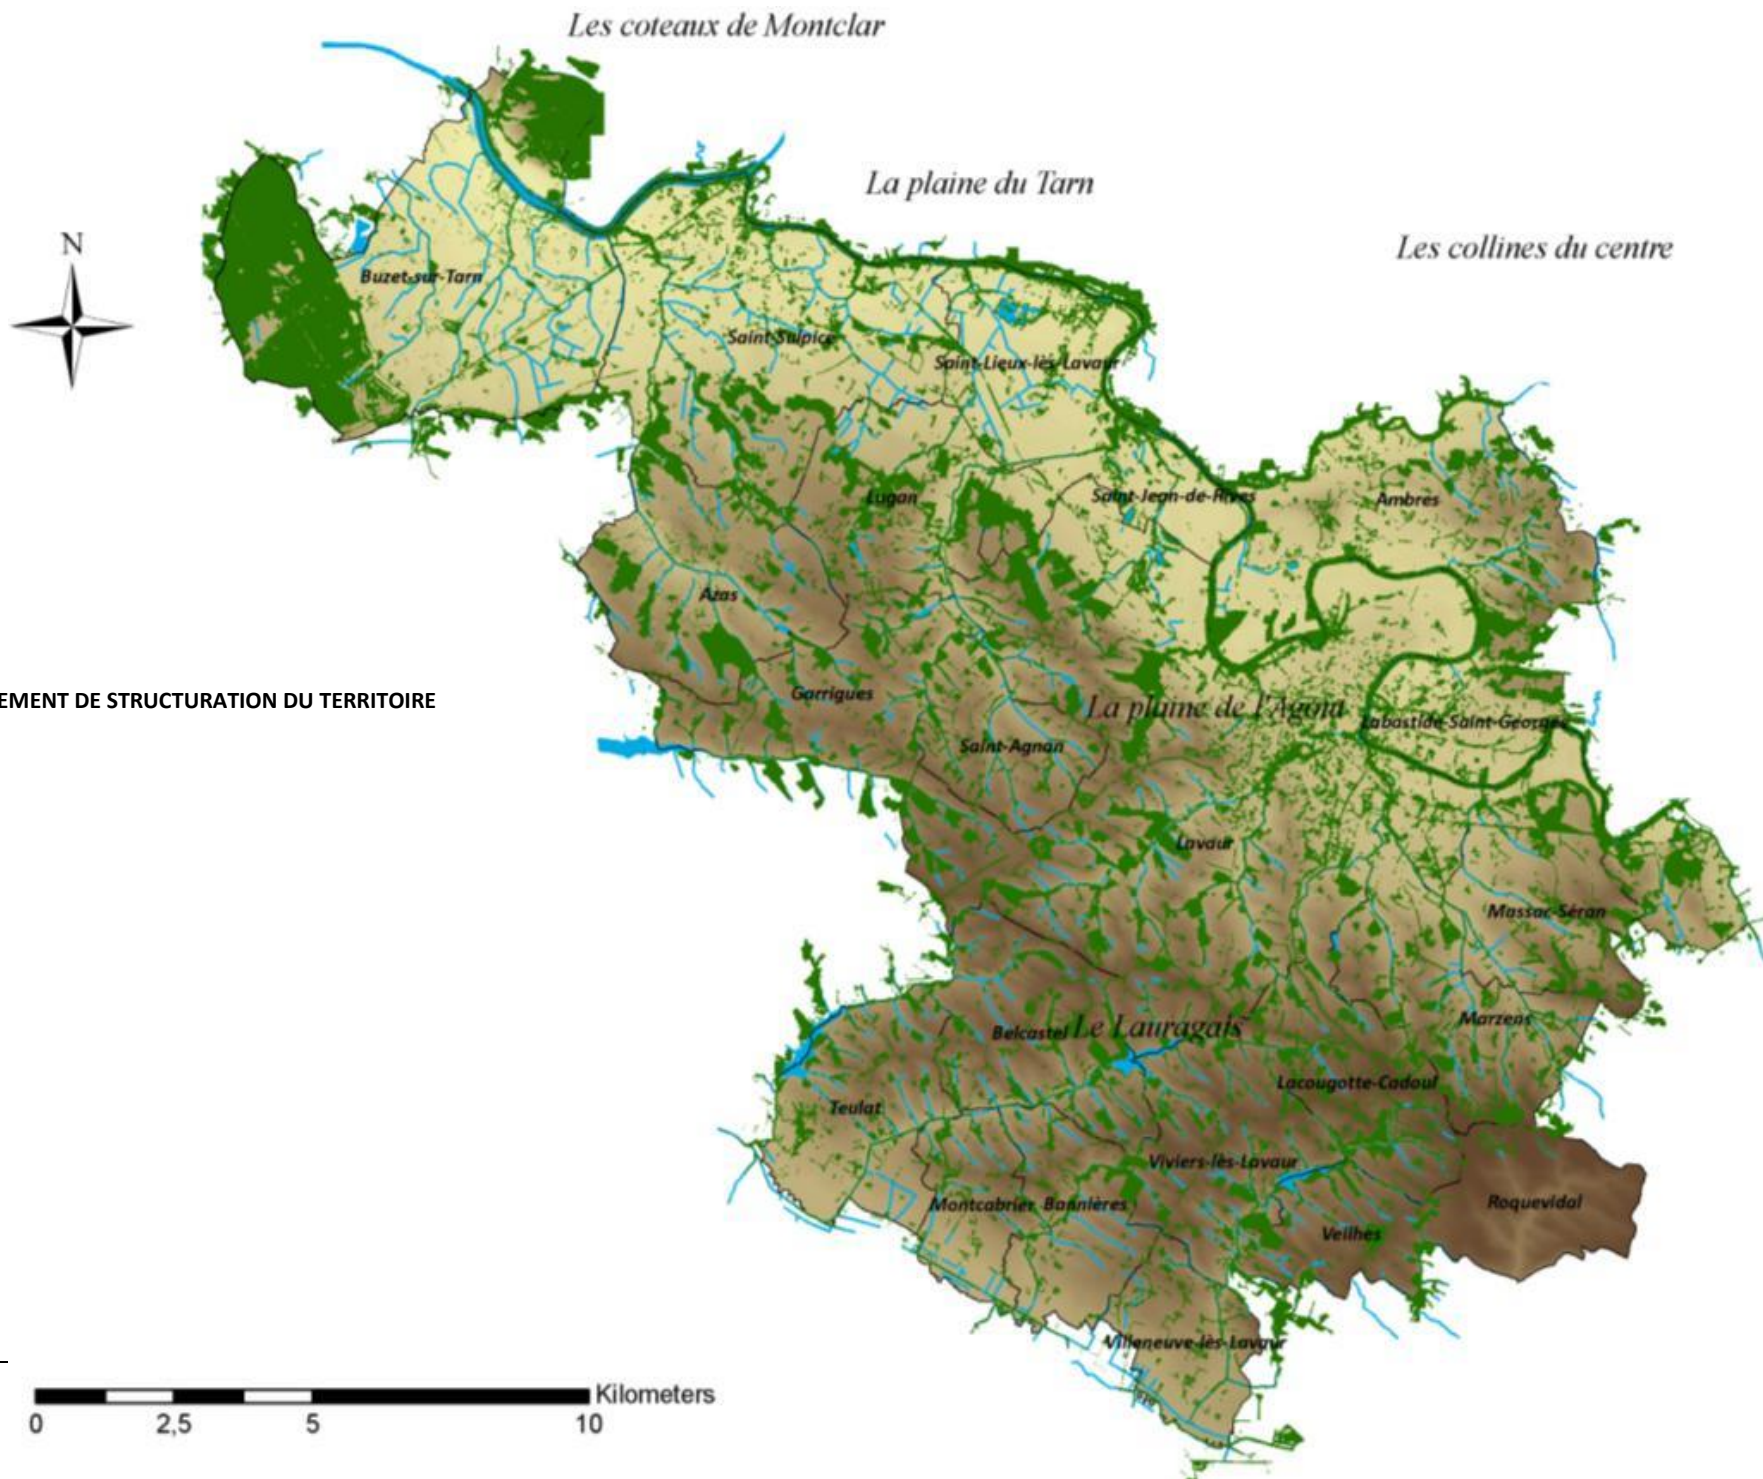 Les coteaux de Montclar
La plaine du Tarn
Les collines du centre
N
Buzet-sur-Tarn
Saint-Sulpice
Saint-Lieux-lès-Lavaur
Lugan
Saint-Jean-de-Rives
Ambres
Azas
Garrigues
EMENT DE STRUCTURATION DU TERRITOIRE
La plaine de l'Agout
Labastide-Saint-Georges
Saint-Agnan
Lavaur
Massac-Séran
Belcastel
Le Lauragais
Marzens
Lacougotte-Cadoul
Teulat
Viviers-lès-Lavaur
Montcabrier
Bannières
Roquevidal
Veilhes
Villeneuve-lès-Lavaur
Kilometers
0 2,5 5 10